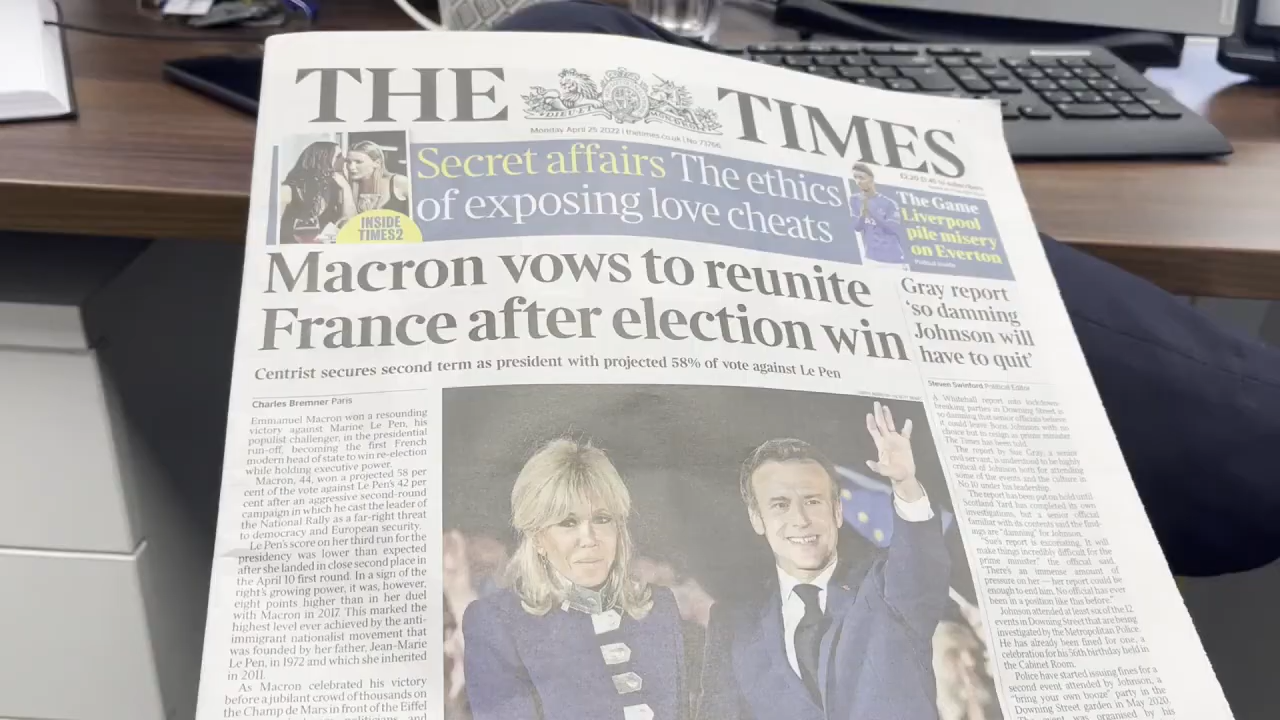 THE TIMES
DIEU ET
Monday April 25 2022 | thetimes.co.uk | No 73766
Secret affairs The ethics
of exposing love cheats
INSIDE
TIMES2
The Game
Liverpool
pile misery
on Everton
Macron vows to reunite
France after election win
Centrist secures second term as president with projected 58% of vote against Le Pen
Charles Bremner Paris
Emmanuel Macron won a resounding
victory against Marine Le Pen, his
populist challenger, in the presidential
run-off, becoming the first French
modern head of state to win re-election
while holding executive power.
Macron, 44, won a projected 58 per
cent of the vote against Le Pen's 42 per
cent after an aggressive second-round
campaign in which he cast the leader of
the National Rally as a far-right threat
to democracy and European security.
Le Pen's score on her third run for the
presidency was lower than expected
after she landed in close second place in
the April 10 first round. In a sign of the
right's growing power, it was, however,
eight points higher than in her duel
with Macron in 2017. This marked the
highest level ever achieved by the anti-
immigrant nationalist movement that
was founded by her father, Jean-Marie
Le Pen, in 1972 and which she inherited
in 2011.
As Macron celebrated his victory
before a jubilant crowd of thousands on
the Champ de Mars in front of the Eiffel
Gray report
'so damning
Johnson will
have to quit'
Steven Swinford Political Editor
A Whitehall report into lockdown-
breaking parties in Downing Street is
so damning that senior officials believe
it could leave Boris Johnson with no
choice but to resign as prime minister
The Times has been told.
The report by Sue Gray, a senior
civil servant, is understood to be highly
critical of Johnson both for attending
some of the events and the culture in
No 10 under his leadership.
The report has been put on hold until
Scotland Yard has completed its own
investigations, but a senior official
familiar with its contents said the find-
ings are "damning" for Johnson.
"Sue's report is excoriating. It will
make things incredibly difficult for the
prime minister," the official said.
"There's an immense amount of
pressure on her — her report could be
enough to end him. No official has ever
been in a position like this before."
Johnson attended at least six of the 12
events in Downing Street that are being
investigated by the Metropolitan Police.
He has already been fined for one, a
celebration for his 56th birthday held in
the Cabinet Room.
Police have started issuing fines for a
second event attended by Johnson, a
"bring your own booze" party in the
Downing Street garden in May 2020.